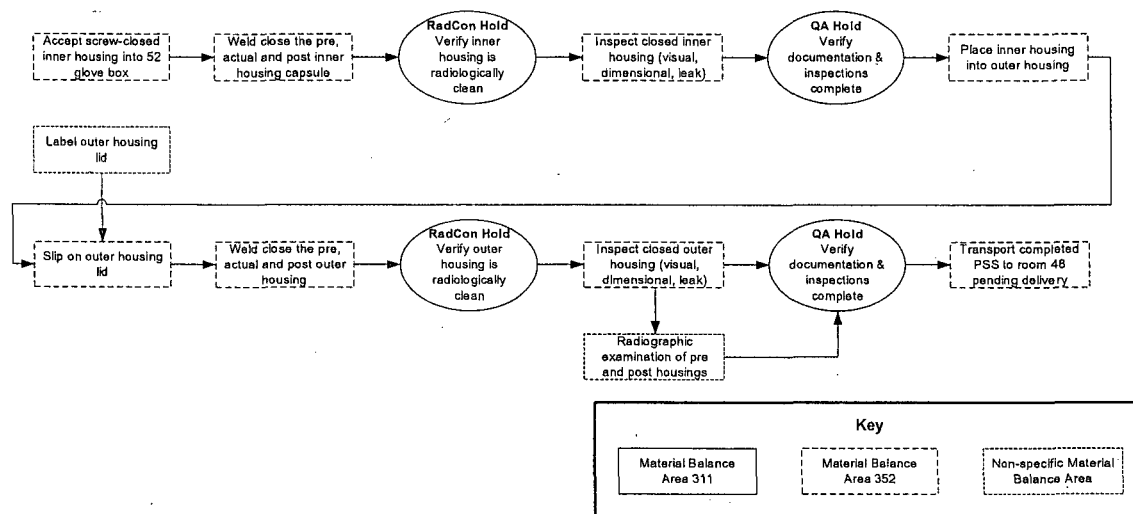 Accept screw-closed
inner housing into 52
glove box
Weld close the pre,
actual and post inner
housing capsule
RadCon Hold
Verify inner
housing is
radiologically
clean
Inspect closed inner
housing (visual,
dimensional, leak)
QA Hold
Verify
documentation &
inspections
complete
Place inner housing
into outer housing
Label outer housing
lid
Slip on outer housing
lid
Weld close the pre,
actual and post outer
housing
RadCon Hold
Verify outer
housing is
radiologically
clean
Inspect closed outer
housing (visual,
dimensional, leak)
QA Hold
Verify
documentation &
inspections
complete
Transport completed
PSS to room 48
pending delivery
Radiographic
examination of pre
and post housings
Key
Material Balance
Area 311
Material Balance
Area 352
Non-specific Material
Balance Area